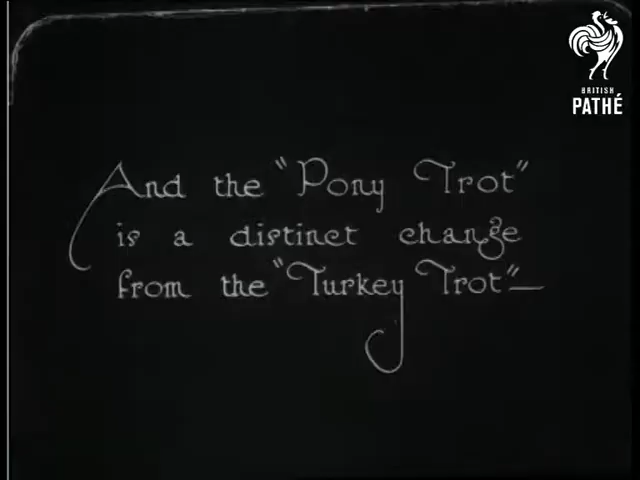 BRITISH
PATHÉ
And the "Pony Trot"
is a distinct change
from the "Turkey Trot"—